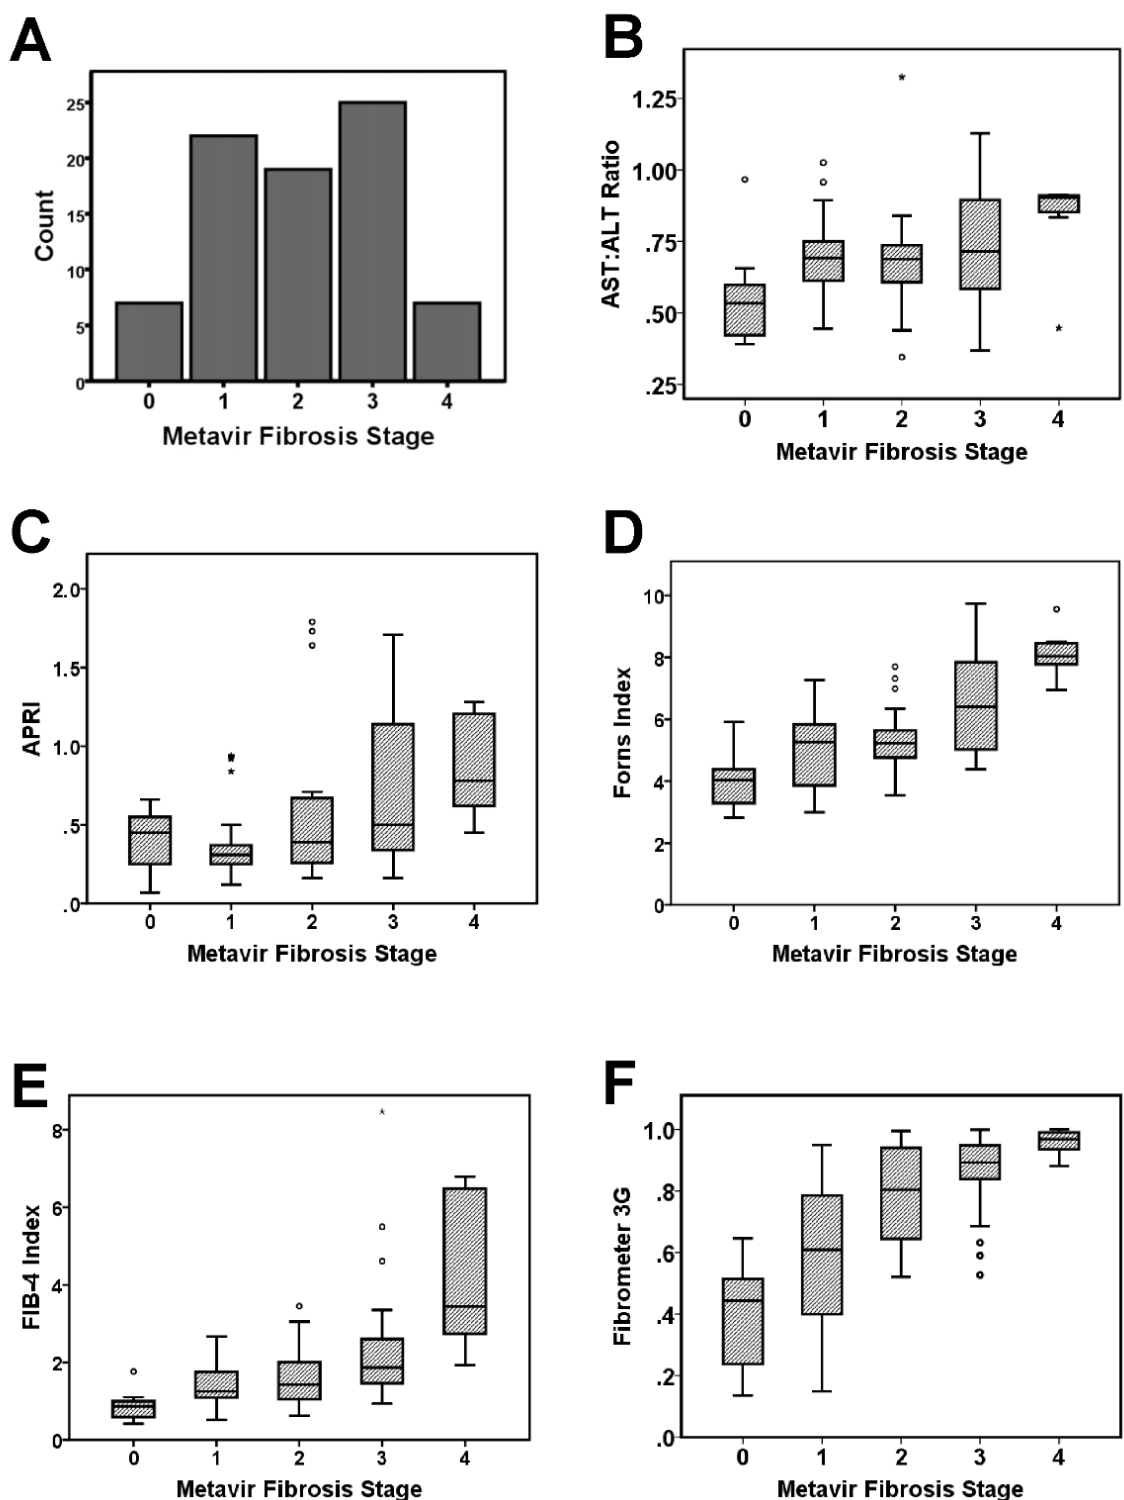 A
Count
25
20
15
10
5
0
0 1 2 3 4
Metavir Fibrosis Stage
B
AST:ALT Ratio
1.25
1.00
.75
.50
.25
0 1 2 3 4
Metavir Fibrosis Stage
C
APRI
2.0
1.5
1.0
.5
.0
0 1 2 3 4
Metavir Fibrosis Stage
D
Forns Index
10
8
6
4
2
0
0 1 2 3 4
Metavir Fibrosis Stage
E
FIB-4 Index
8
6
4
2
0
0 1 2 3 4
Metavir Fibrosis Stage
F
Fibrometer 3G
1.0
.8
.6
.4
.2
.0
0 1 2 3 4
Metavir Fibrosis Stage